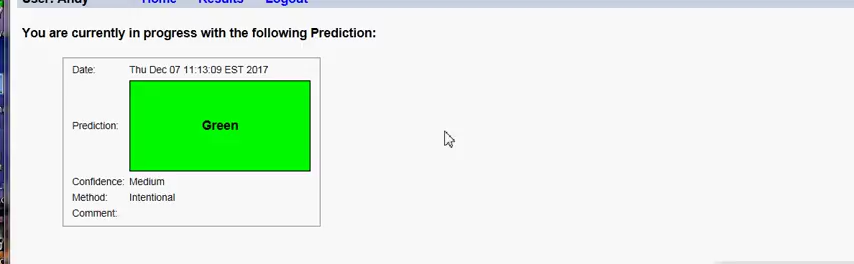 User: Andy Home Results Logout
You are currently in progress with the following Prediction:
Date: Thu Dec 07 11:13:09 EST 2017
Prediction: Green
Confidence: Medium
Method: Intentional
Comment: